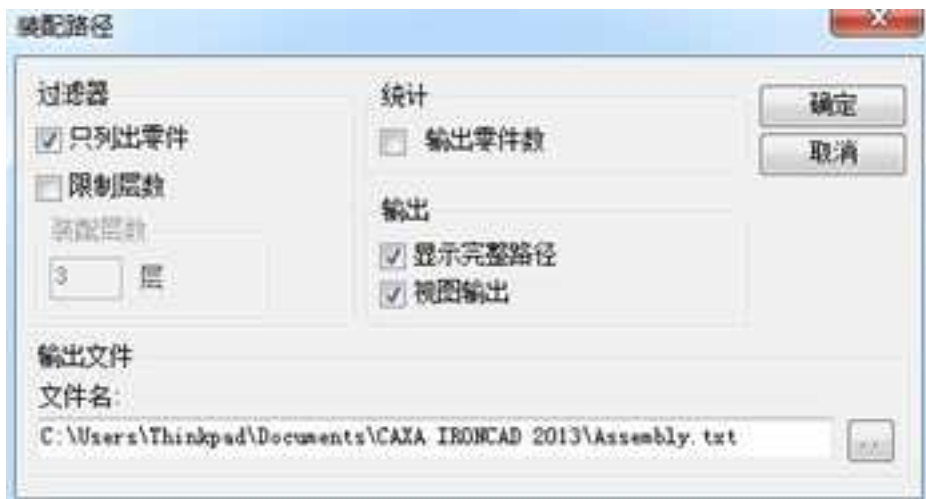 装配路径
过滤器
只列出零件
限制层数
装配层数
3 层
统计
输出零件数
输出
显示完整路径
视图输出
确定
取消
输出文件
文件名:
C:\Users\Thinkpad\Documents\CAXA IRONCAD 2013\Assembly.txt
..